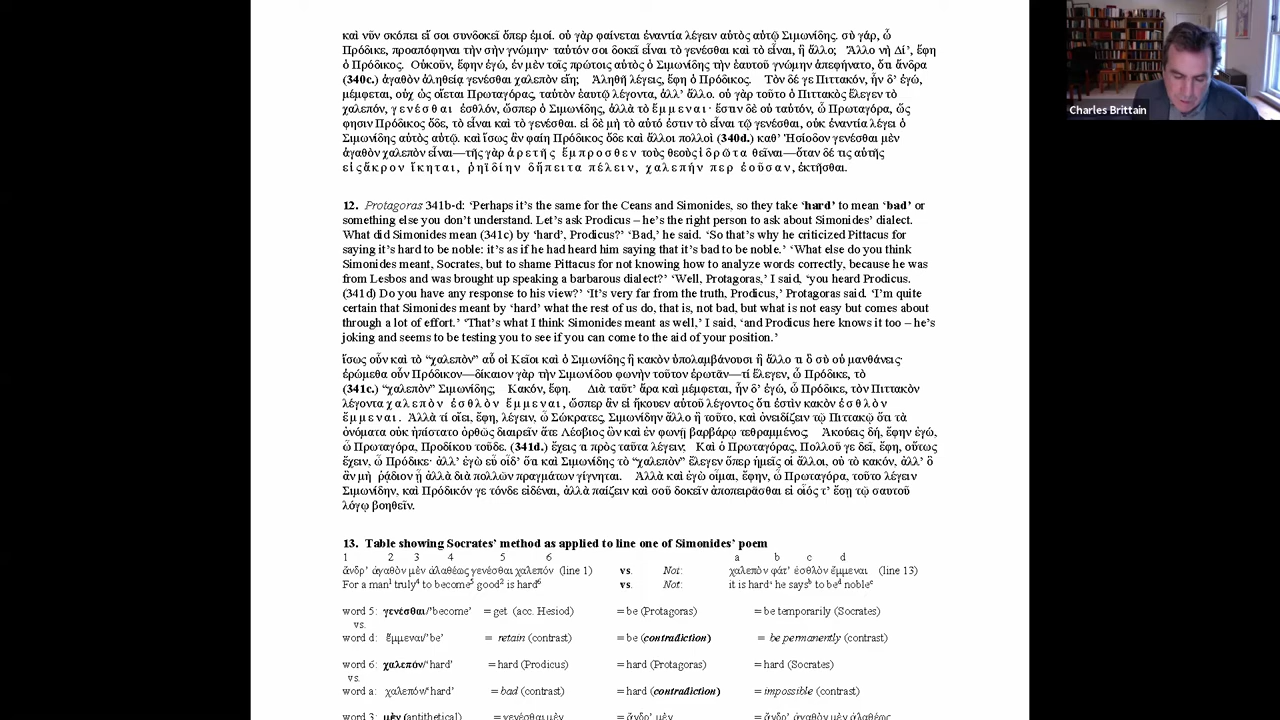 καὶ νῦν σκόπει εἴ σοι συνδοκεῖ ὅπερ ἐμοί. οὐ γὰρ φαίνεται ἐναντία λέγειν αὐτὸς αὑτῷ Σιμωνίδης. σὺ γάρ, ὦ
Πρόδικε, προαπόφηναι τὴν σὴν γνώμην· ταὐτόν σοι δοκεῖ εἶναι τὸ γενέσθαι καὶ τὸ εἶναι, ἢ ἄλλο; Ἄλλο νὴ Δί’, ἔφη
ὁ Πρόδικος. Οὐκοῦν, ἔφην ἐγώ, ἐν μὲν τοῖς πρώτοις αὐτὸς ὁ Σιμωνίδης τὴν ἑαυτοῦ γνώμην ἀπεφήνατο, ὅτι ἄνδρα
(340c.) ἀγαθὸν ἀληθείᾳ γενέσθαι χαλεπὸν εἴη; Ἀληθῆ λέγεις, ἔφη ὁ Πρόδικος. Τὸν δέ γε Πιττακόν, ἦν δ’ ἐγώ,
μέμφεται, οὐχ ὡς οἴεται Πρωταγόρας, ταὐτὸν ἑαυτῷ λέγοντα, ἀλλ’ ἄλλο. οὐ γὰρ τοῦτο ὁ Πιττακὸς ἔλεγεν τὸ
χαλεπόν, γενέσθαι ἐσθλόν, ὥσπερ ὁ Σιμωνίδης, ἀλλὰ τὸ ἔμμεναι· ἔστιν δὲ οὐ ταὐτόν, ὦ Πρωταγόρα, ὥς
φησιν Πρόδικος ὅδε, τὸ εἶναι καὶ τὸ γενέσθαι. εἰ δὲ μὴ τὸ αὐτό ἐστιν τὸ εἶναι τῷ γενέσθαι, οὐκ ἐναντία λέγει ὁ
Σιμωνίδης αὐτὸς αὑτῷ. καὶ ἴσως ἂν φαίη Πρόδικος ὅδε καὶ ἄλλοι πολλοὶ (340d.) καθ’ Ἡσίοδον γενέσθαι μὲν
ἀγαθὸν χαλεπὸν εἶναι—τῆς γὰρ ἀρετῆς ἔμπροσθεν τοὺς θεοὺς ἱδρῶτα θεῖναι—ὅταν δέ τις αὐτῆς
εἰς ἄκρον ἵκηται, ῥηϊδίην δἤπειτα πέλειν, χαλεπήν περ ἐοῦσαν, ἐκτῆσθαι.
12. Protagoras 341b-d: ‘Perhaps it’s the same for the Ceans and Simonides, so they take ‘hard’ to mean ‘bad’ or
something else you don’t understand. Let’s ask Prodicus – he’s the right person to ask about Simonides’ dialect.
What did Simonides mean (341c) by ‘hard’, Prodicus?’ ‘Bad,’ he said. ‘So that’s why he criticized Pittacus for
saying it’s hard to be noble: it’s as if he had heard him saying that it’s bad to be noble.’ ‘What else do you think
Simonides meant, Socrates, but to shame Pittacus for not knowing how to analyze words correctly, because he was
from Lesbos and was brought up speaking a barbarous dialect?’ ‘Well, Protagoras,’ I said, ‘you heard Prodicus.
(341d) Do you have any response to his view?’ ‘It’s very far from the truth, Prodicus,’ Protagoras said. ‘I’m quite
certain that Simonides meant by ‘hard’ what the rest of us do, that is, not bad, but what is not easy but comes about
through a lot of effort.’ ‘That’s what I think Simonides meant as well,’ I said, ‘and Prodicus here knows it too – he’s
joking and seems to be testing you to see if you can come to the aid of your position.’
ἴσως οὖν καὶ τὸ “χαλεπὸν” αὖ οἱ Κεῖοι καὶ ὁ Σιμωνίδης ἢ κακὸν ὑπολαμβάνουσι ἢ ἄλλο τι ὃ σὺ οὐ μανθάνεις·
ἐρώμεθα οὖν Πρόδικον—δίκαιον γὰρ τὴν Σιμωνίδου φωνὴν τοῦτον ἐρωτᾶν—τί ἔλεγεν, ὦ Πρόδικε, τὸ
(341c.) “χαλεπὸν” Σιμωνίδης; Κακόν, ἔφη. Διὰ ταῦτ’ ἄρα καὶ μέμφεται, ἦν δ’ ἐγώ, ὦ Πρόδικε, τὸν Πιττακὸν
λέγοντα χαλεπὸν ἐσθλὸν ἔμμεναι, ὥσπερ ἂν εἰ ἤκουεν αὐτοῦ λέγοντος ὅτι ἐστὶν κακὸν ἐσθλὸν
ἔμμεναι. Ἀλλὰ τί οἴει, ἔφη, λέγειν, ὦ Σώκρατες, Σιμωνίδην ἄλλο ἢ τοῦτο, καὶ ὀνειδίζειν τῷ Πιττακῷ ὅτι τὰ
ὀνόματα οὐκ ἠπίστατο ὀρθῶς διαιρεῖν ἅτε Λέσβιος ὢν καὶ ἐν φωνῇ βαρβάρῳ τεθραμμένος; Ἀκούεις δή, ἔφην ἐγώ,
ὦ Πρωταγόρα, Προδίκου τοῦδε. (341d.) ἔχεις τι πρὸς ταῦτα λέγειν; Καὶ ὁ Πρωταγόρας, Πολλοῦ γε δεῖ, ἔφη, οὕτως
ἔχειν, ὦ Πρόδικε· ἀλλ’ ἐγὼ εὖ οἶδ’ ὅτι καὶ Σιμωνίδης τὸ “χαλεπὸν” ἔλεγεν ὅπερ ἡμεῖς οἱ ἄλλοι, οὐ τὸ κακόν, ἀλλ’ ὃ
ἂν μὴ ῥᾴδιον ᾖ ἀλλὰ διὰ πολλῶν πραγμάτων γίγνηται. Ἀλλὰ καὶ ἐγὼ οἶμαι, ἔφην, ὦ Πρωταγόρα, τοῦτο λέγειν
Σιμωνίδην, καὶ Πρόδικόν γε τόνδε εἰδέναι, ἀλλὰ παίζειν καὶ σοῦ δοκεῖν ἀποπειρᾶσθαι εἰ οἷός τ’ ἔσῃ τῷ σαυτοῦ
λόγῳ βοηθεῖν.
13. Table showing Socrates’ method as applied to line one of Simonides’ poem
1 2 3 4 5 6 a b c d
ἄνδρ’ ἀγαθὸν μὲν ἀλαθέως γενέσθαι χαλεπόν (line 1) vs. Not: χαλεπὸν φάτ’ ἐσθλὸν ἔμμεναι (line 13)
For a man¹ truly⁴ to become⁵ good² is hard⁶ vs. Not: it is hardᵃ he saysᵇ to beᵈ nobleᶜ
word 5: γενέσθαι/‘become’ = get (acc. Hesiod) = be (Protagoras) = be temporarily (Socrates)
vs.
word d: ἔμμεναι/‘be’ = retain (contrast) = be (contradiction) = be permanently (contrast)
word 6: χαλεπόν/‘hard’ = hard (Prodicus) = hard (Protagoras) = hard (Socrates)
vs.
word a: χαλεπόν/‘hard’ = bad (contrast) = hard (contradiction) = impossible (contrast)
word 3: μὲν (antithetical) = γενέσθαι μὲν = ἄνδρ’ μὲν = ἄνδρ’ ἀγαθὸν μὲν ἀλαθέως
Charles Brittain